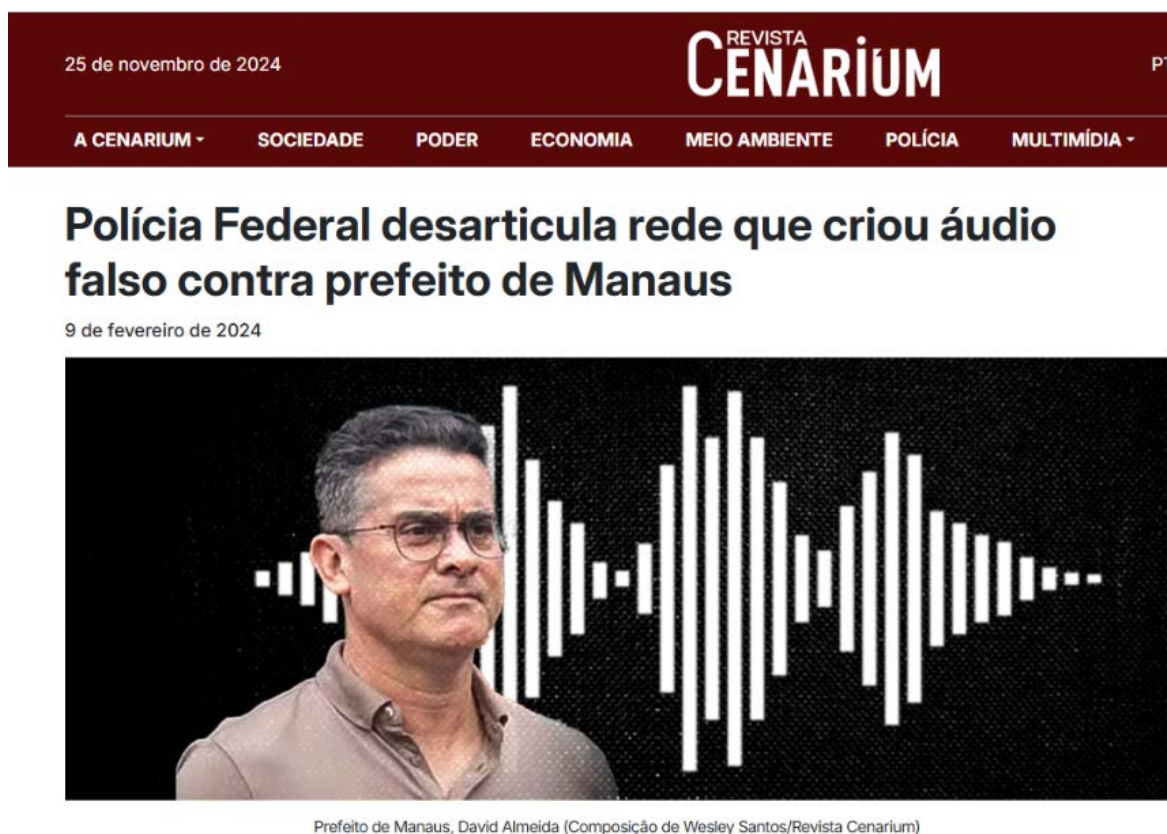 25 de novembro de 2024
REVISTA
CENARIUM
A CENARIUM
SOCIEDADE
PODER
ECONOMIA
MEIO AMBIENTE
POLÍCIA
MULTIMÍDIA
Polícia Federal desarticula rede que criou áudio
falso contra prefeito de Manaus
9 de fevereiro de 2024
Prefeito de Manaus, David Almeida (Composição de Wesley Santos/Revista Cenarium)